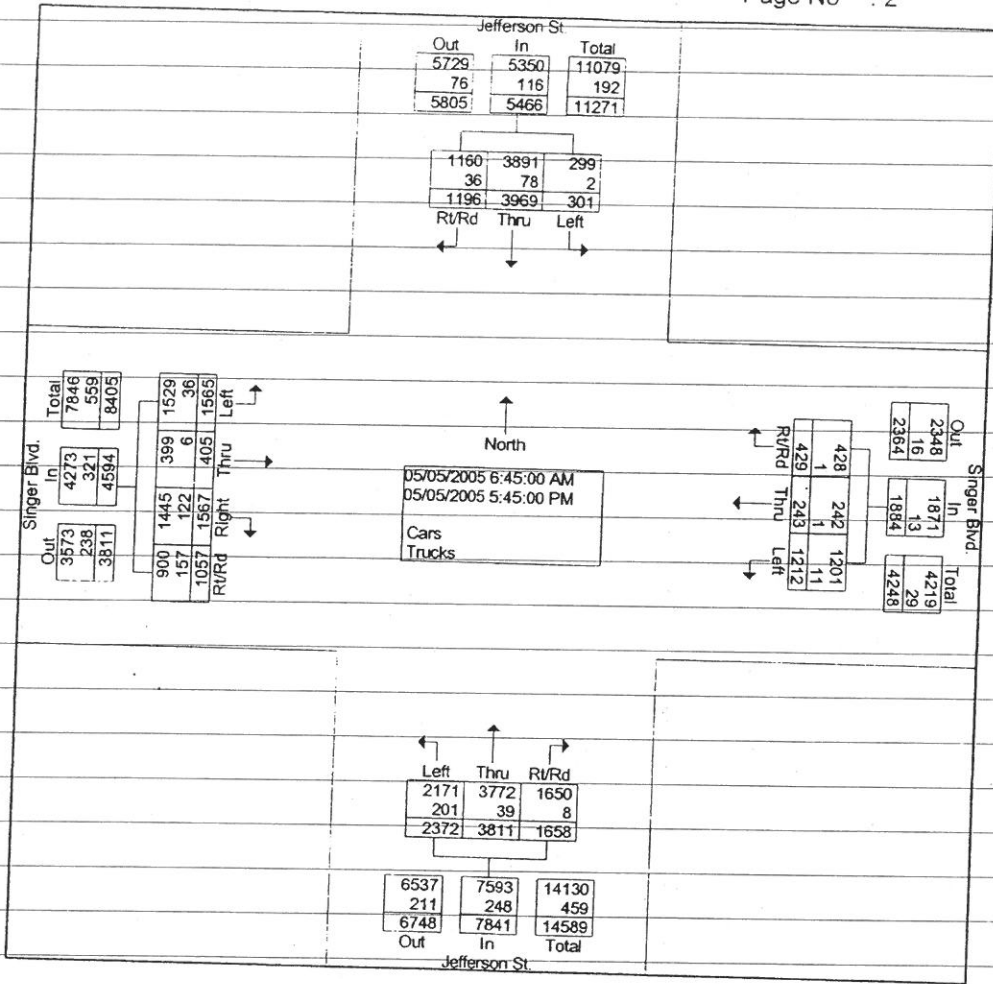 Page No : 2
Jefferson St.
Out In Total
5729 5350 11079
76 116 192
5805 5466 11271
1160 3891 299
36 78 2
1196 3969 301
Rt/Rd Thru Left
Singer Blvd.
Total In Out
7846 4273 3573
559 321 238
8405 4594 3811
1529 399 1445 900
36 6 122 157
1565 405 1567 1057
Left Thru Right Rt/Rd
North
05/05/2005 6:45:00 AM
05/05/2005 5:45:00 PM
Cars
Trucks
Rt/Rd Thru Left
428 242 1201
1 1 11
429 243 1212
Singer Blvd.
Out In Total
2348 1871 4219
16 13 29
2364 1884 4248
Left Thru Rt/Rd
2171 3772 1650
201 39 8
2372 3811 1658
6537 7593 14130
211 248 459
6748 7841 14589
Out In Total
Jefferson St.